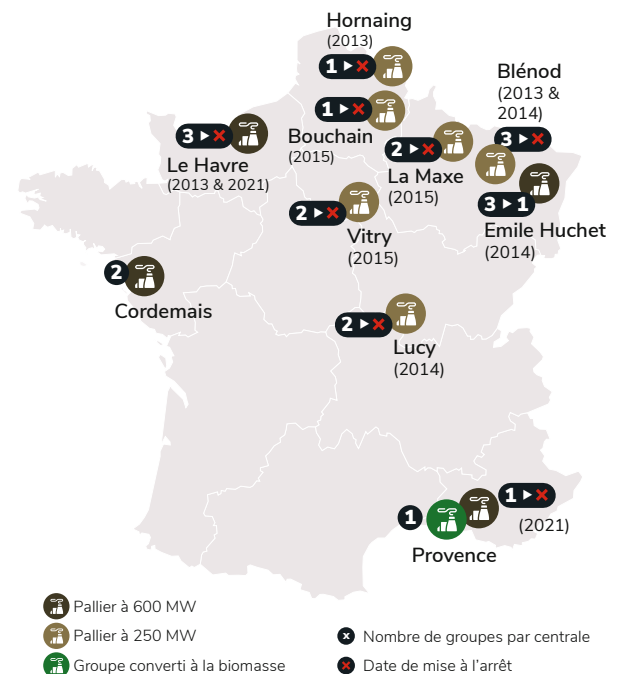 Hornaing
(2013)
1 ▶ ×
Blénod
(2013 &
2014)
3 ▶ ×
1 ▶ ×
Bouchain
(2015)
3 ▶ ×
Le Havre
(2013 & 2021)
2 ▶ ×
La Maxe
(2015)
3 ▶ 1
Emile Huchet
(2014)
2 ▶ ×
Vitry
(2015)
2
Cordemais
2 ▶ ×
Lucy
(2014)
1 ▶ ×
(2021)
1
Provence
Pallier à 600 MW
Pallier à 250 MW
Groupe converti à la biomasse
x Nombre de groupes par centrale
× Date de mise à l'arrêt